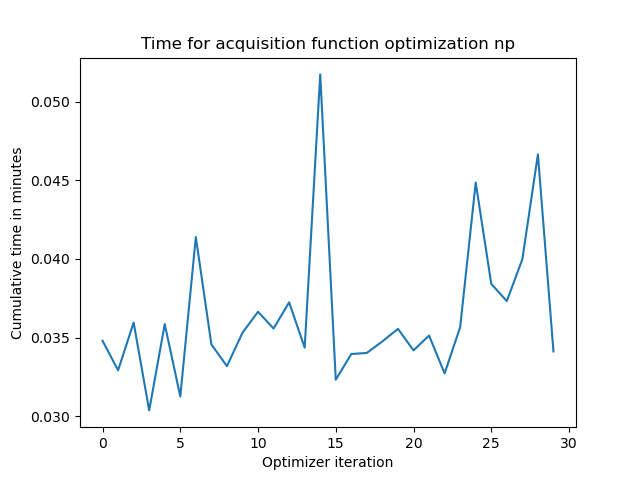 Time for acquisition function optimization np
Cumulative time in minutes
0.050
0.045
0.040
0.035
0.030
0 5 10 15 20 25 30
Optimizer iteration